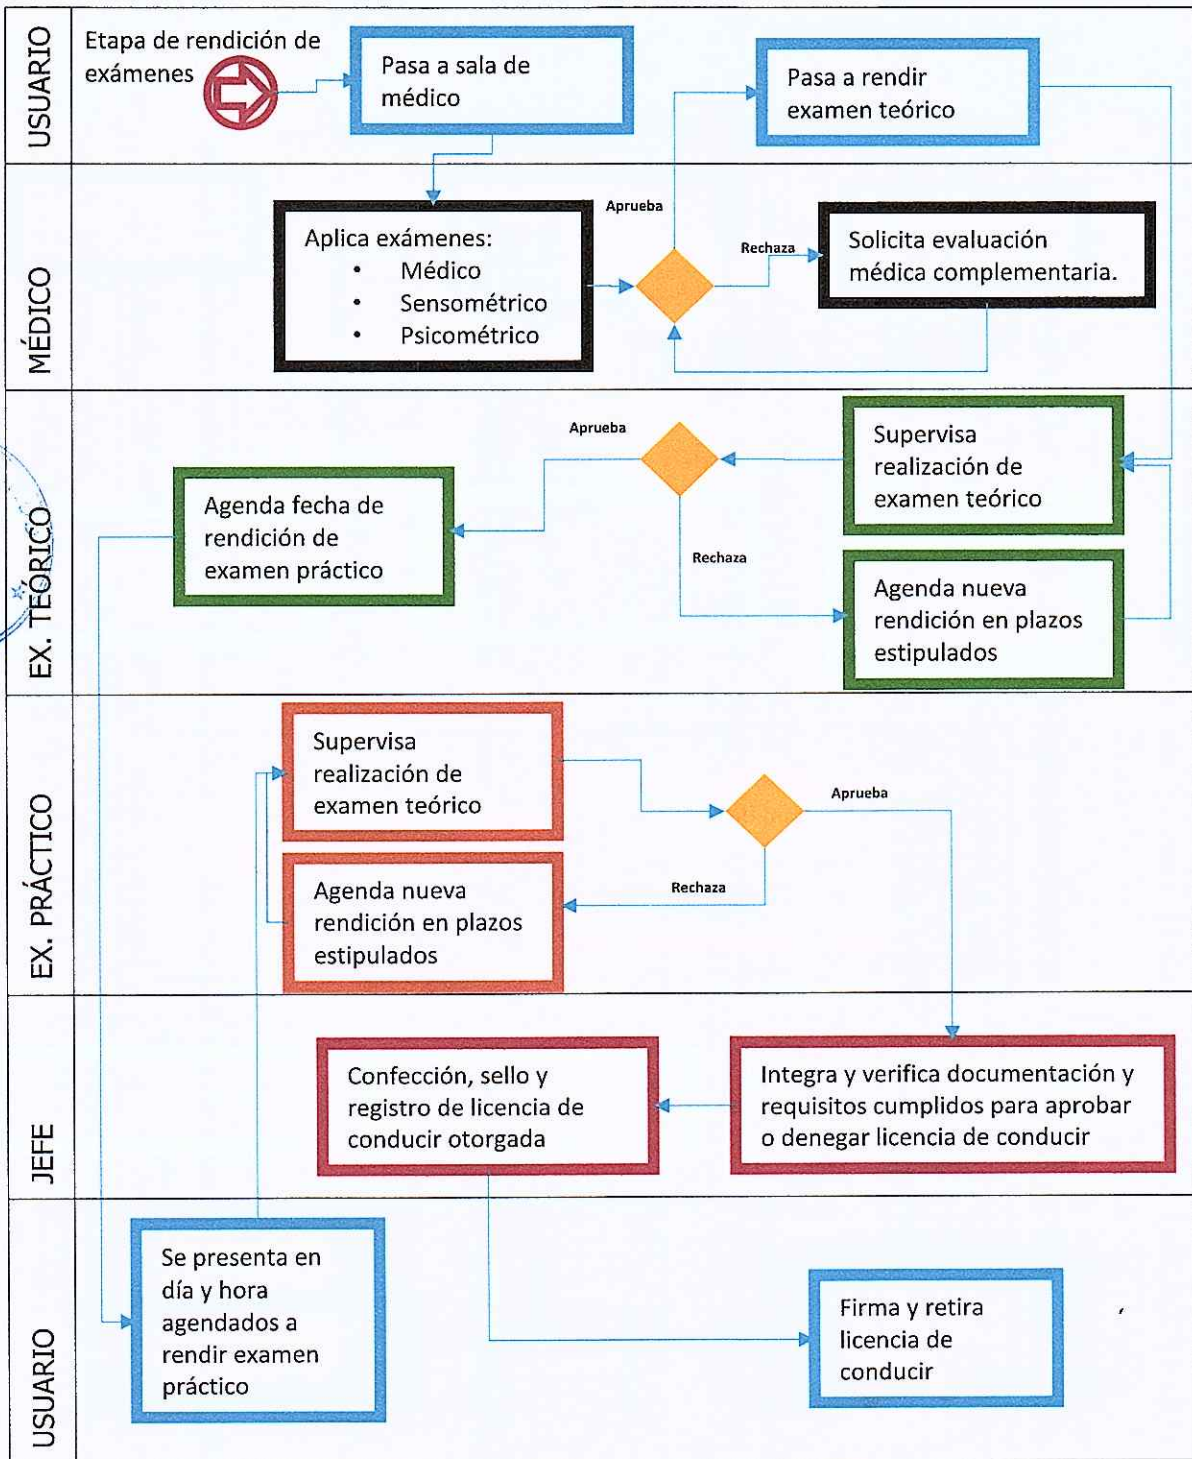 USUARIO
Etapa de rendición de
exámenes
Pasa a sala de
médico
Pasa a rendir
examen teórico
MÉDICO
Aplica exámenes:
• Médico
• Sensométrico
• Psicométrico
Aprueba
Rechaza
Solicita evaluación
médica complementaria.
EX. TEÓRICO
Supervisa
realización de
examen teórico
Aprueba
Agenda fecha de
rendición de
examen práctico
Rechaza
Agenda nueva
rendición en plazos
estipulados
EX. PRÁCTICO
Supervisa
realización de
examen teórico
Aprueba
Rechaza
Agenda nueva
rendición en plazos
estipulados
JEFE
Confección, sello y
registro de licencia de
conducir otorgada
Integra y verifica documentación y
requisitos cumplidos para aprobar
o denegar licencia de conducir
USUARIO
Se presenta en
día y hora
agendados a
rendir examen
práctico
Firma y retira
licencia de
conducir